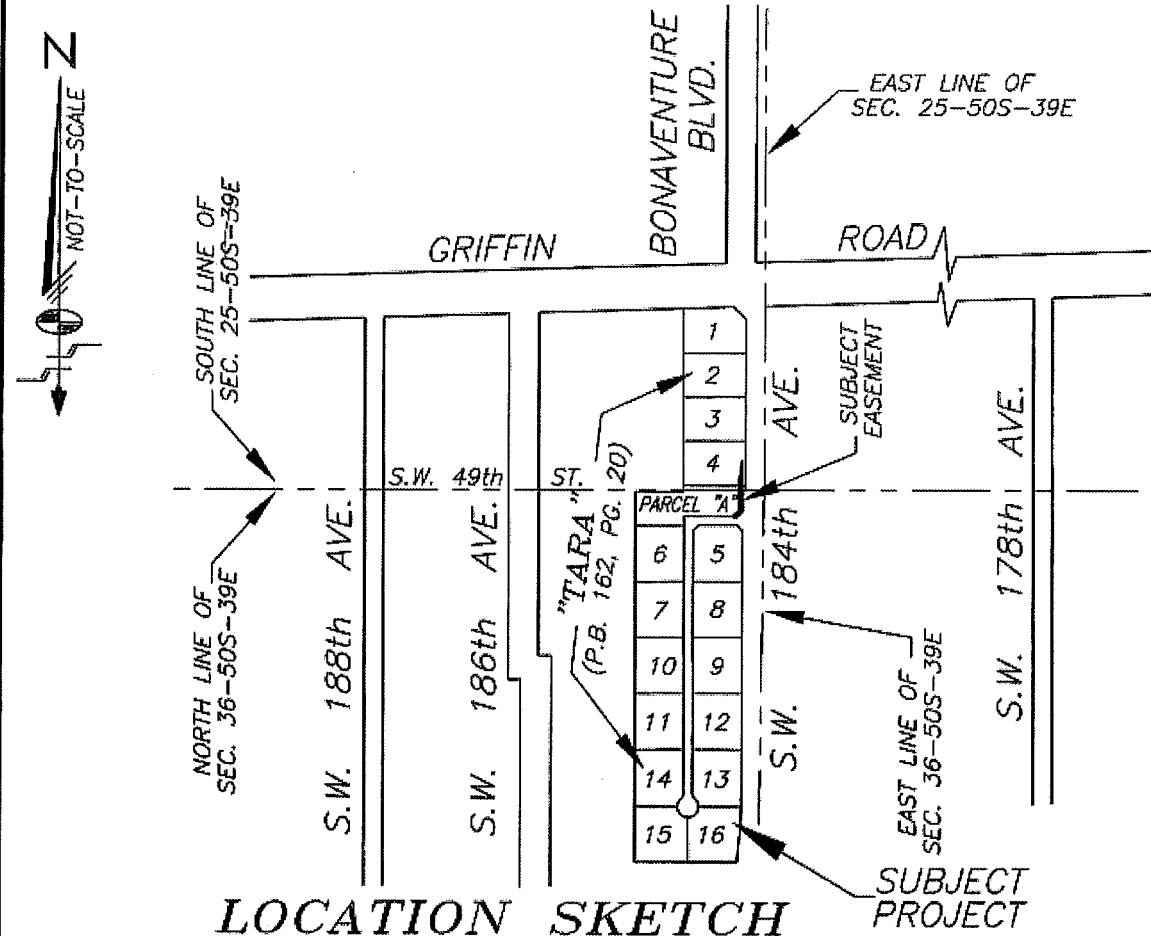 N
NOT-TO-SCALE
BONAVENTURE
BLVD.
EAST LINE OF
SEC. 25-50S-39E
SOUTH LINE OF
SEC. 25-50S-39E
GRIFFIN
ROAD
1
2
3
4
SUBJECT
EASEMENT
S.W. 49th ST.
PARCEL "A"
"TARA"
(P.B. 162, PG. 20)
6
5
7
8
10
9
11
12
14
13
15
16
NORTH LINE OF
SEC. 36-50S-39E
S.W. 188th AVE.
S.W. 186th AVE.
S.W. 184th AVE.
S.W. 178th AVE.
EAST LINE OF
SEC. 36-50S-39E
SUBJECT
PROJECT
LOCATION SKETCH